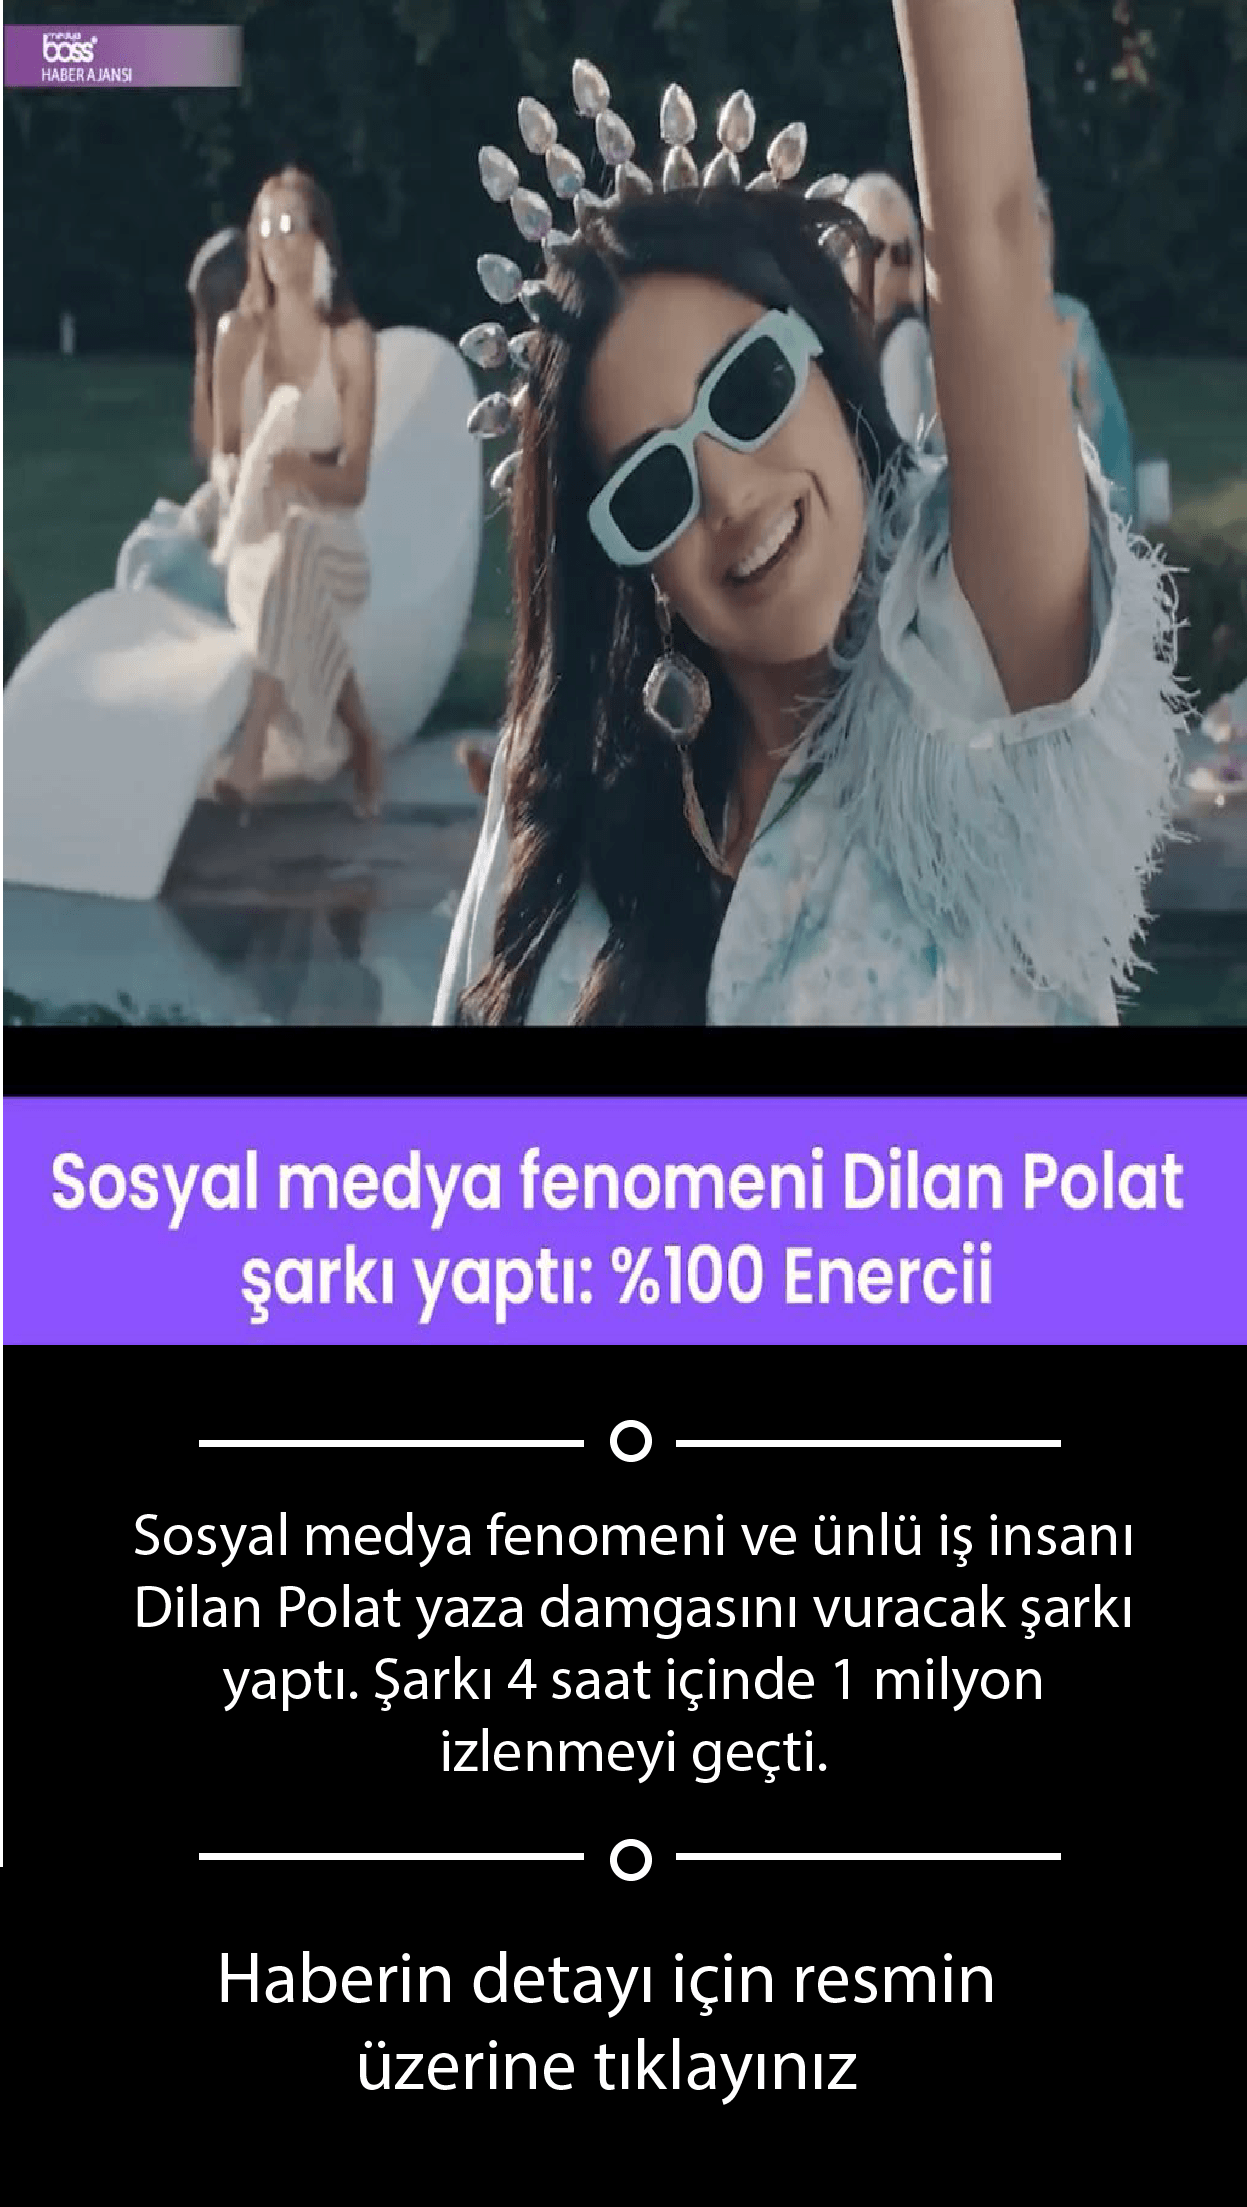 medya
boss
HABER AJANSI
Sosyal medya fenomeni Dilan Polat
şarkı yaptı: %100 Enercii
Sosyal medya fenomeni ve ünlü iş insanı
Dilan Polat yaza damgasını vuracak şarkı
yaptı. Şarkı 4 saat içinde 1 milyon
izlenmeyi geçti.
Haberin detayı için resmin
üzerine tıklayınız